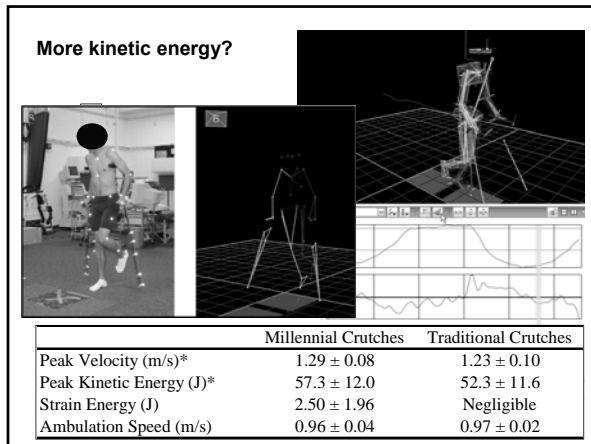 More kinetic energy?
6
Millennial Crutches Traditional Crutches
Peak Velocity (m/s)* 1.29 ± 0.08 1.23 ± 0.10
Peak Kinetic Energy (J)* 57.3 ± 12.0 52.3 ± 11.6
Strain Energy (J) 2.50 ± 1.96 Negligible
Ambulation Speed (m/s) 0.96 ± 0.04 0.97 ± 0.02